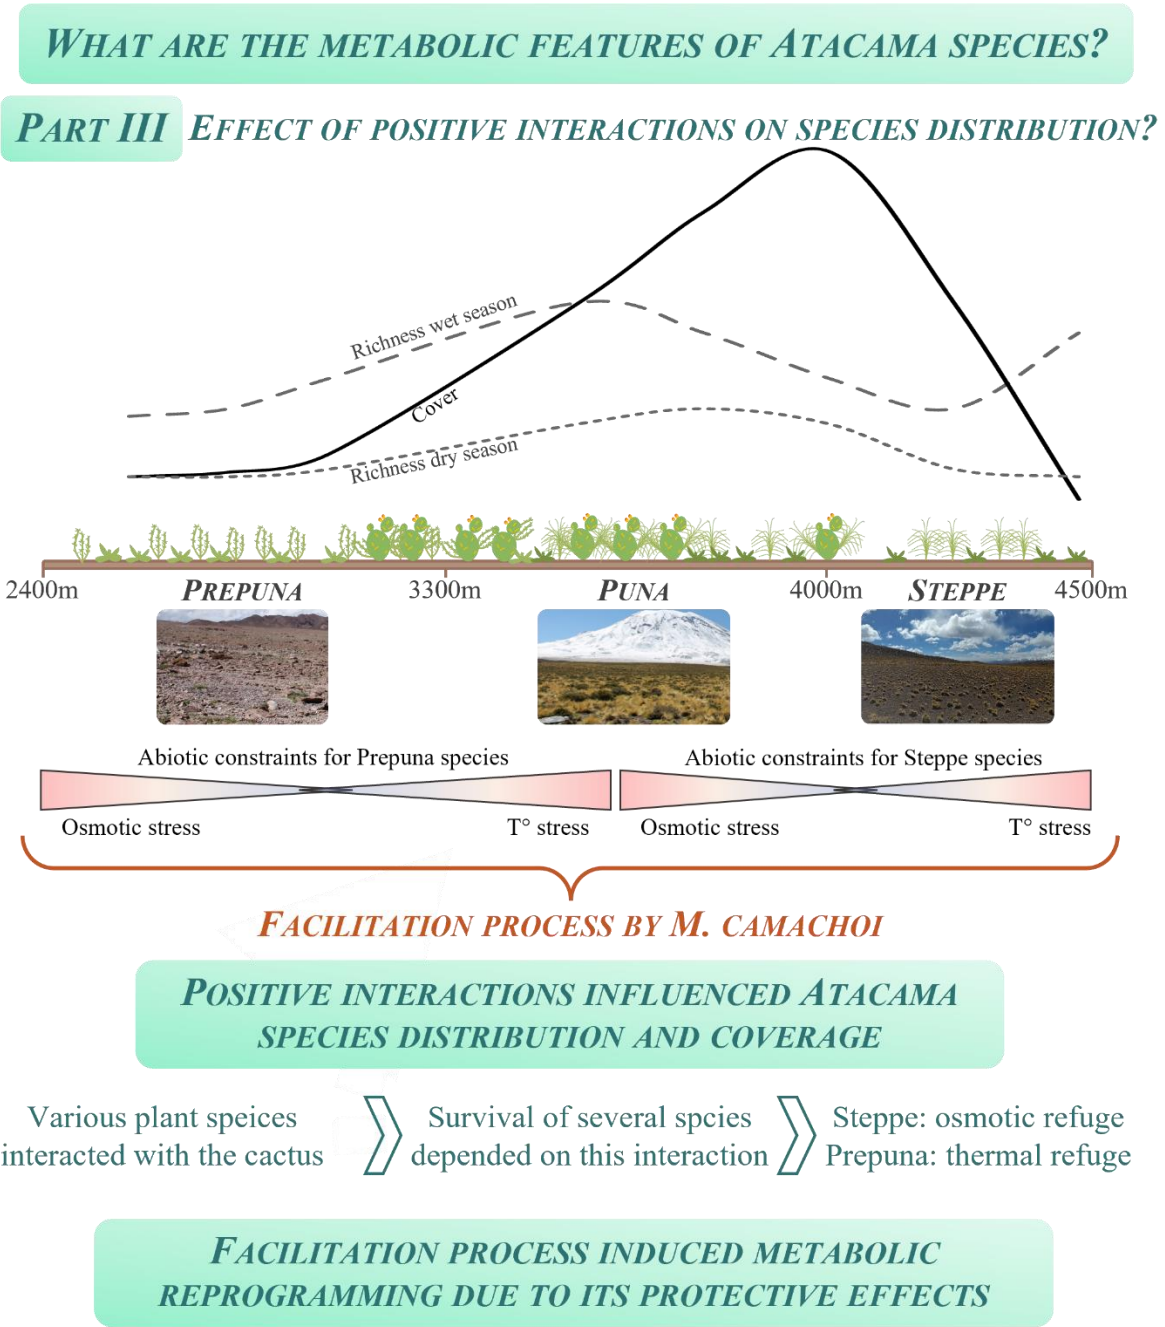 WHAT ARE THE METABOLIC FEATURES OF ATACAMA SPECIES?
PART III
EFFECT OF POSITIVE INTERACTIONS ON SPECIES DISTRIBUTION?
Richness wet season
Cover
Richness dry season
2400m
PREPUNA
3300m
PUNA
4000m
STEPPE
4500m
Abiotic constraints for Prepuna species
Abiotic constraints for Steppe species
Osmotic stress
T° stress
Osmotic stress
T° stress
FACILITATION PROCESS BY M. CAMACHOI
POSITIVE INTERACTIONS INFLUENCED ATACAMA
SPECIES DISTRIBUTION AND COVERAGE
Various plant speices
interacted with the cactus
Survival of several spcies
depended on this interaction
Steppe: osmotic refuge
Prepuna: thermal refuge
FACILITATION PROCESS INDUCED METABOLIC
REPROGRAMMING DUE TO ITS PROTECTIVE EFFECTS